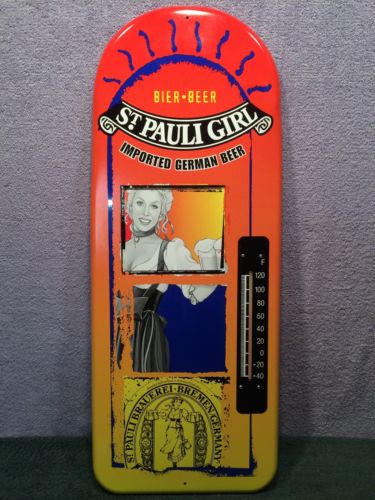 BIER•BEER
ST. PAULI GIRL
IMPORTED GERMAN BEER
F
120
100
80
60
40
20
0
-20
-40
ST PAULI BRAUEREI•BREMEN GERMANY